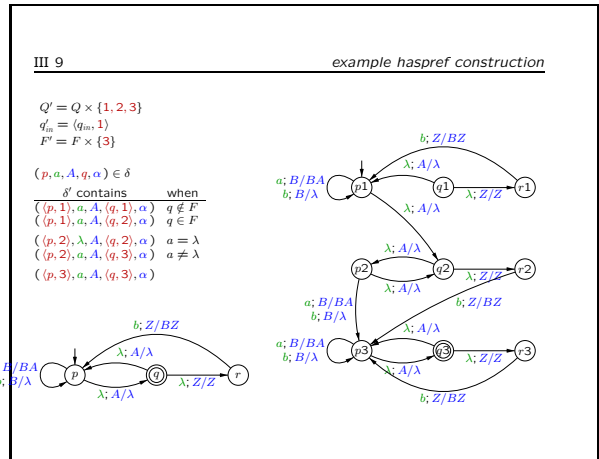 III 9 example haspref construction
Q′ = Q × {1, 2, 3}
q′in = ⟨qin, 1⟩
F′ = F × {3}
(p, a, A, q, α) ∈ δ
δ′ contains when
(⟨p, 1⟩, a, A, ⟨q, 1⟩, α) q ∉ F
(⟨p, 1⟩, a, A, ⟨q, 2⟩, α) q ∈ F
(⟨p, 2⟩, λ, A, ⟨q, 2⟩, α) a = λ
(⟨p, 2⟩, a, A, ⟨q, 3⟩, α) a ≠ λ
(⟨p, 3⟩, a, A, ⟨q, 3⟩, α)
b; Z/BZ
λ; A/λ
B/BA
b; B/λ
p
q
r
λ; A/λ
λ; Z/Z
b; Z/BZ
λ; A/λ
a; B/BA
b; B/λ
p1
q1
r1
λ; Z/Z
λ; A/λ
λ; A/λ
p2
q2
r2
λ; Z/Z
λ; A/λ
a; B/BA
b; B/λ
b; Z/BZ
λ; A/λ
a; B/BA
b; B/λ
p3
q3
r3
λ; Z/Z
λ; A/λ
b; Z/BZ